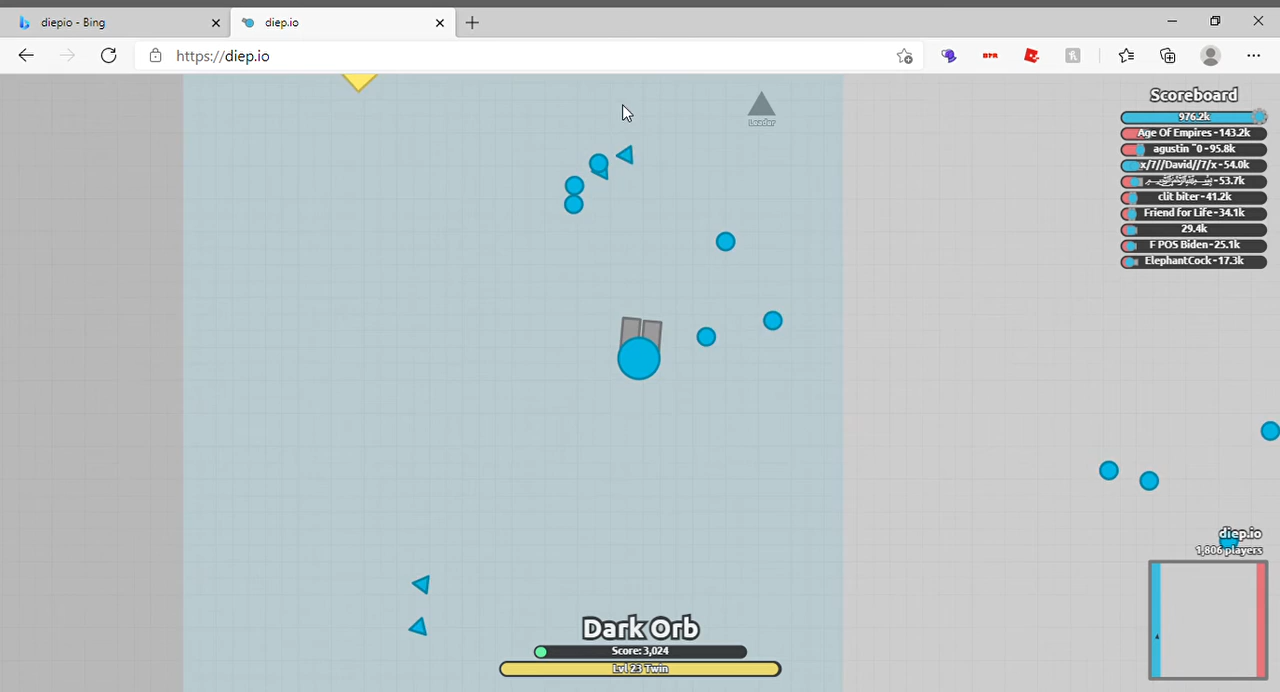 diepio - Bing
diep.io
https://diep.io
Leader
Scoreboard
976.2k
Age Of Empires - 143.2k
agustin ˜0 - 95.8k
x/7//David//7/x - 54.0k
- 53.7k
clit biter - 41.2k
Friend for Life - 34.1k
29.4k
F POS Biden - 25.1k
ElephantCock - 17.3k
diep.io
1,806 players
Dark Orb
Score: 3,024
Lvl 23 Twin